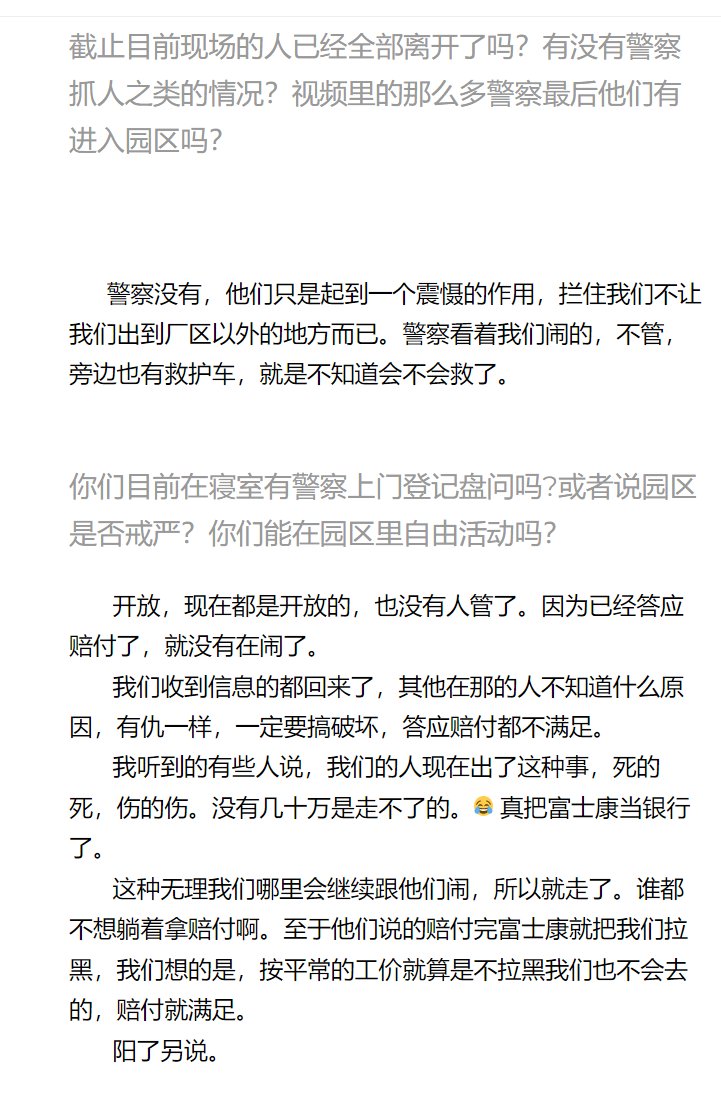 截止目前现场的人已经全部离开了吗？有没有警察
抓人之类的情况？视频里的那么多警察最后他们有
进入园区吗？
警察没有，他们只是起到一个震慑的作用，拦住我们不让
我们出到厂区以外的地方而已。警察看着我们闹的，不管，
旁边也有救护车，就是不知道会不会救了。
你们目前在寝室有警察上门登记盘问吗?或者说园区
是否戒严？你们能在园区里自由活动吗？
开放，现在都是开放的，也没有人管了。因为已经答应
赔付了，就没有在闹了。
我们收到信息的都回来了，其他在那的人不知道什么原
因，有仇一样，一定要搞破坏，答应赔付都不满足。
我听到的有些人说，我们的人现在出了这种事，死的
死，伤的伤。没有几十万是走不了的。😂真把富士康当银行
了。
这种无理我们哪里会继续跟他们闹，所以就走了。谁都
不想躺着拿赔付啊。至于他们说的赔付完富士康就把我们拉
黑，我们想的是，按平常的工价就算是不拉黑我们也不会去
的，赔付就满足。
阳了另说。